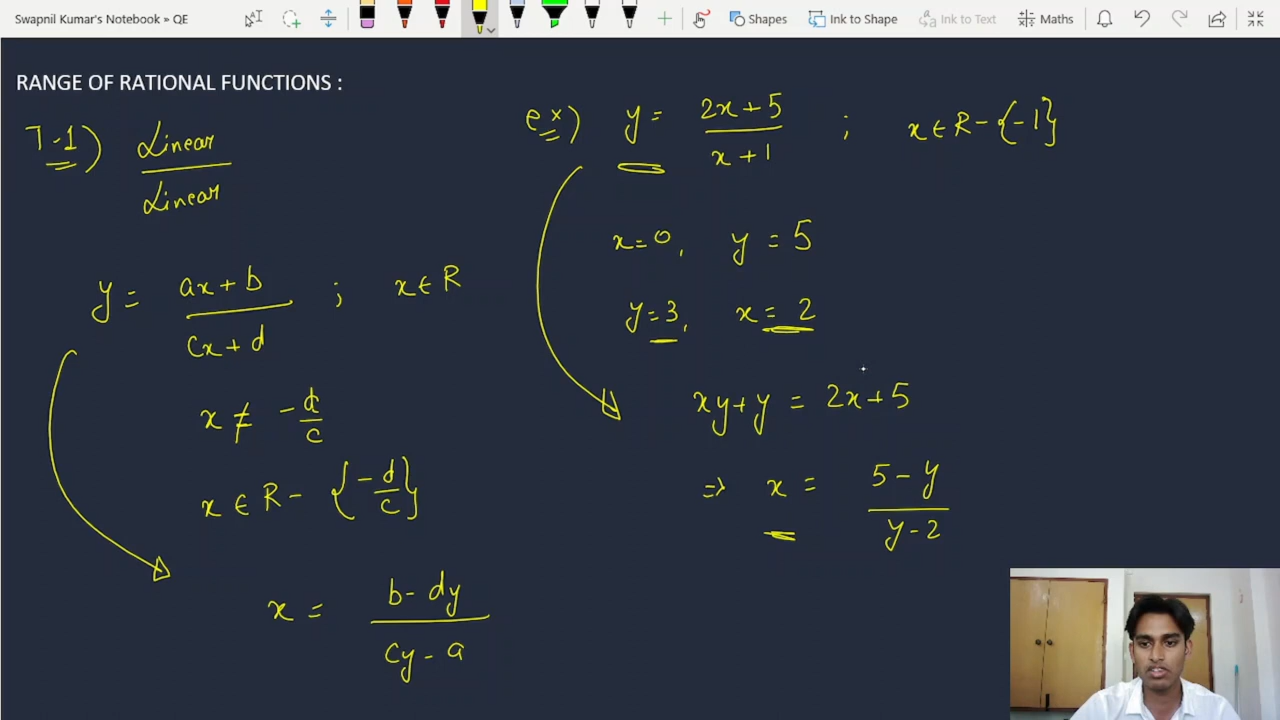 Swapnil Kumar's Notebook » QE
Shapes
Ink to Shape
Ink to Text
Maths
RANGE OF RATIONAL FUNCTIONS :
T-1) Linear / Linear
y = (ax + b) / (cx + d) ; x ∈ R
x ≠ -d/c
x ∈ R - {-d/c}
x = (b - dy) / (cy - a)
ex) y = (2x + 5) / (x + 1) ; x ∈ R - {-1}
x = 0, y = 5
y = 3, x = 2
xy + y = 2x + 5
⇒ x = (5 - y) / (y - 2)